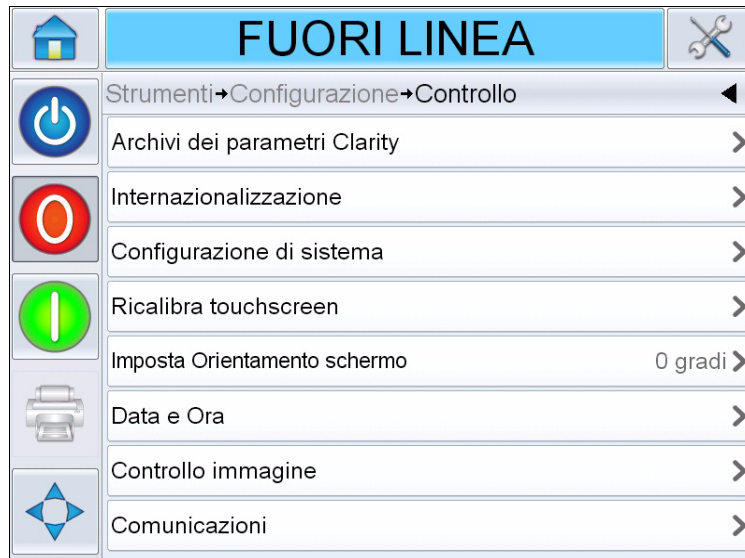 FUORI LINEA
Strumenti→Configurazione→Controllo
Archivi dei parametri Clarity
Internazionalizzazione
Configurazione di sistema
Ricalibra touchscreen
Imposta Orientamento schermo 0 gradi
Data e Ora
Controllo immagine
Comunicazioni